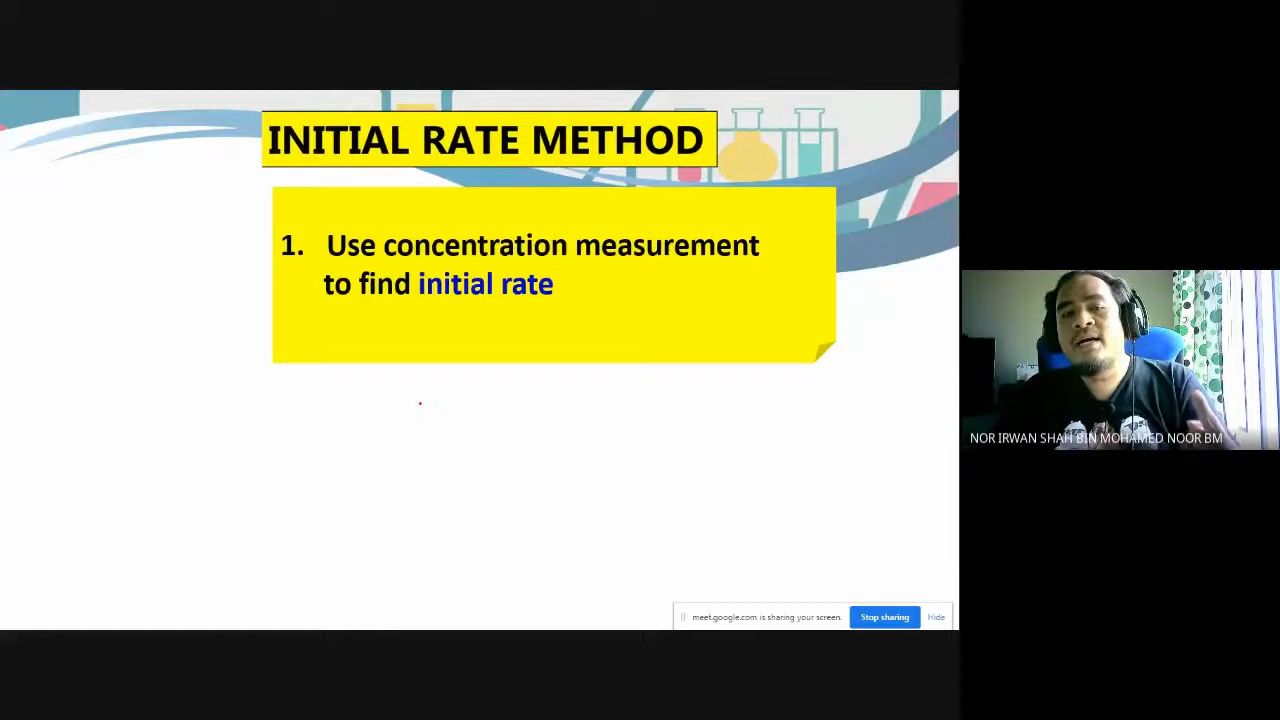 INITIAL RATE METHOD
1. Use concentration measurement
to find initial rate
NOR IRWAN SHAH BIN MOHAMED NOOR BM
meet.google.com is sharing your screen.
Stop sharing
Hide